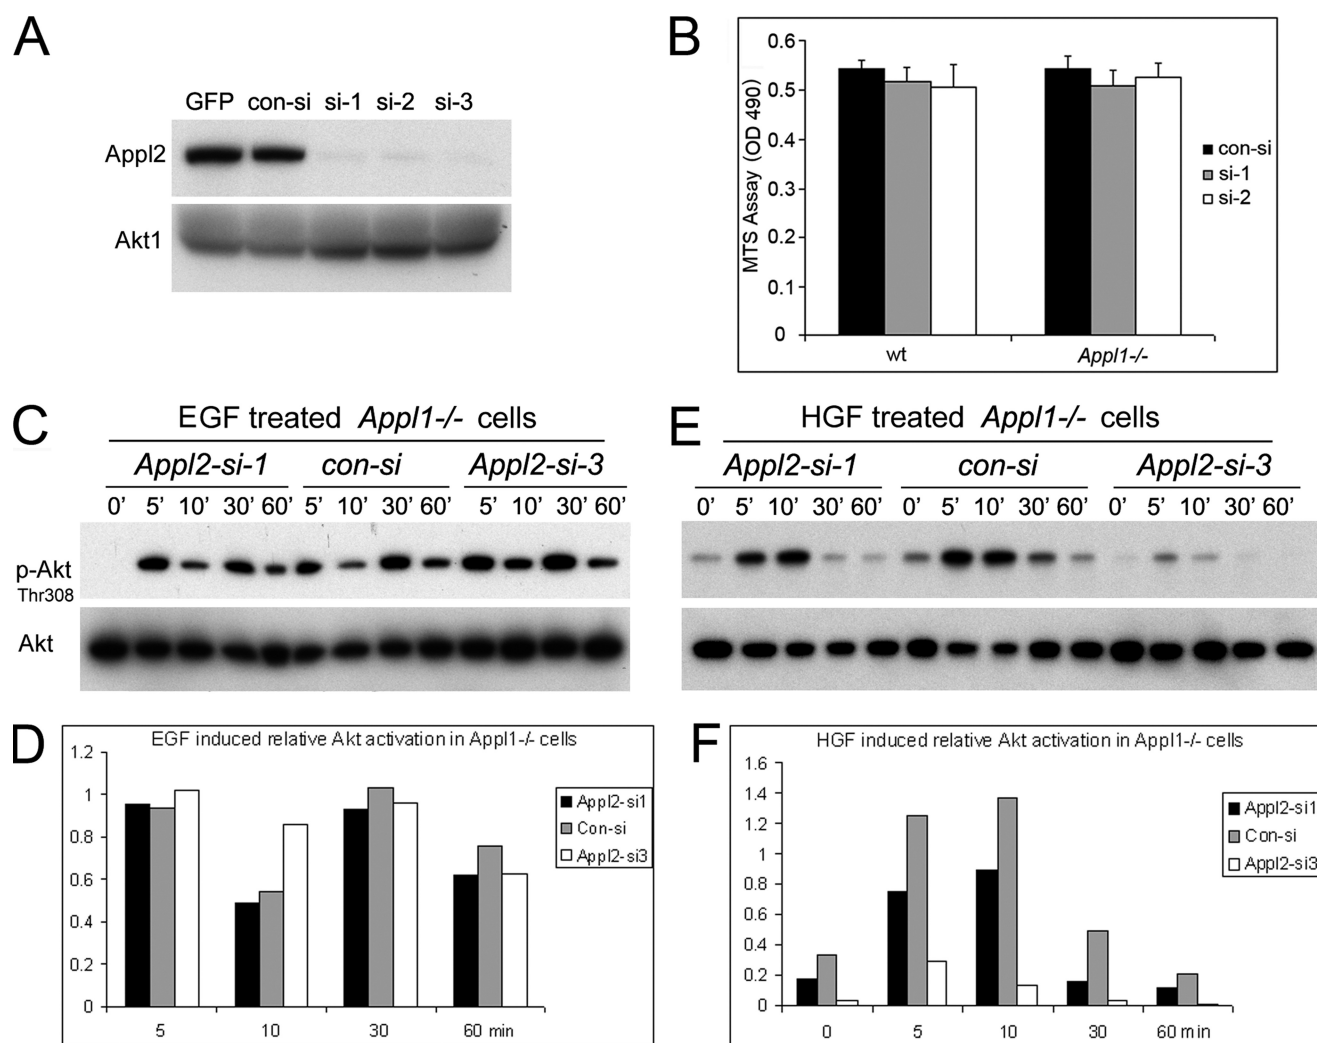 A
GFP con-si si-1 si-2 si-3
Appl2
Akt1
B
0.6
0.5
0.4
0.3
0.2
0.1
0
MTS Assay (OD 490)
wt Appl1-/-
con-si
si-1
si-2
C
EGF treated Appl1-/- cells
Appl2-si-1 con-si Appl2-si-3
0’ 5’ 10’ 30’ 60’ 5’ 10’ 30’ 60’ 5’ 10’ 30’ 60’
p-Akt
Thr308
Akt
E
HGF treated Appl1-/- cells
Appl2-si-1 con-si Appl2-si-3
0’ 5’ 10’ 30’ 60’ 0’ 5’ 10’ 30’ 60’ 0’ 5’ 10’ 30’ 60’
D
EGF induced relative Akt activation in Appl1-/- cells
1.2
1
0.8
0.6
0.4
0.2
0
5 10 30 60 min
Appl2-si1
Con-si
Appl2-si3
F
HGF induced relative Akt activation in Appl1-/- cells
1.6
1.4
1.2
1
0.8
0.6
0.4
0.2
0
0 5 10 30 60 min
Appl2-si1
Con-si
Appl2-si3